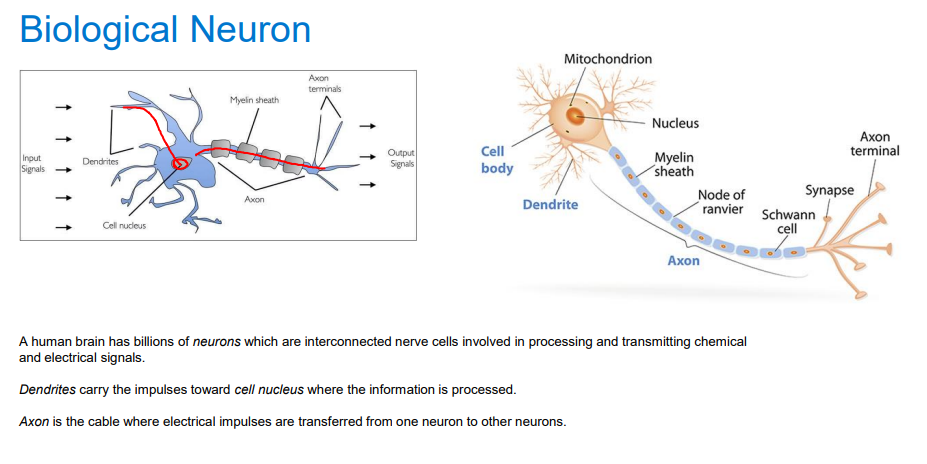 Biological Neuron
Axon
terminals
Myelin sheath
Input
Signals
Dendrites
Output
Signals
Axon
Cell nucleus
Mitochondrion
Nucleus
Cell
body
Myelin
sheath
Axon
terminal
Dendrite
Node of
ranvier
Synapse
Schwann
cell
Axon
A human brain has billions of neurons which are interconnected nerve cells involved in processing and transmitting chemical
and electrical signals.
Dendrites carry the impulses toward cell nucleus where the information is processed.
Axon is the cable where electrical impulses are transferred from one neuron to other neurons.